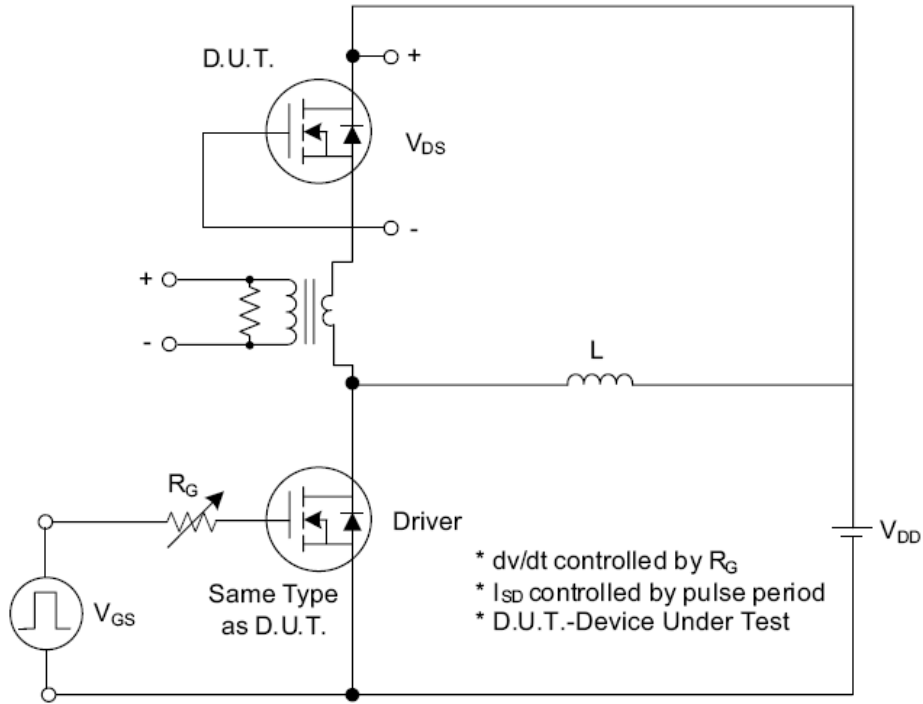 D.U.T.
+
VDS
-
+
-
L
RG
Driver
VDD
VGS
Same Type
as D.U.T.
* dv/dt controlled by RG
* ISD controlled by pulse period
* D.U.T.-Device Under Test